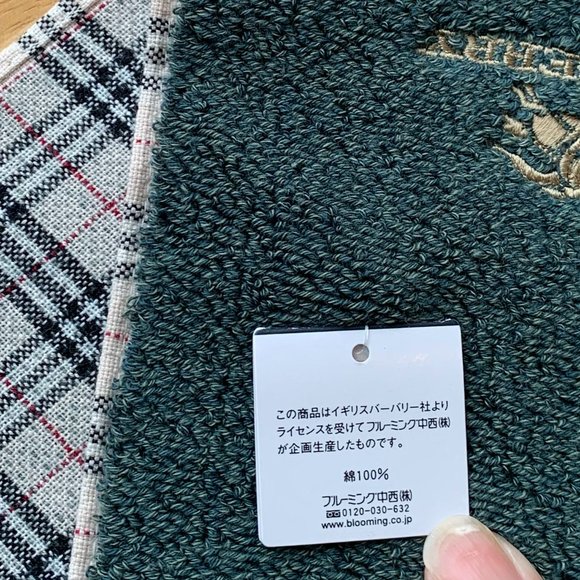 この商品はイギリスバーバリー社より
ライセンスを受けてブルーミング中西(株)
が企画生産したものです。
綿100%
ブルーミング中西(株)
0120-030-632
www.blooming.co.jp